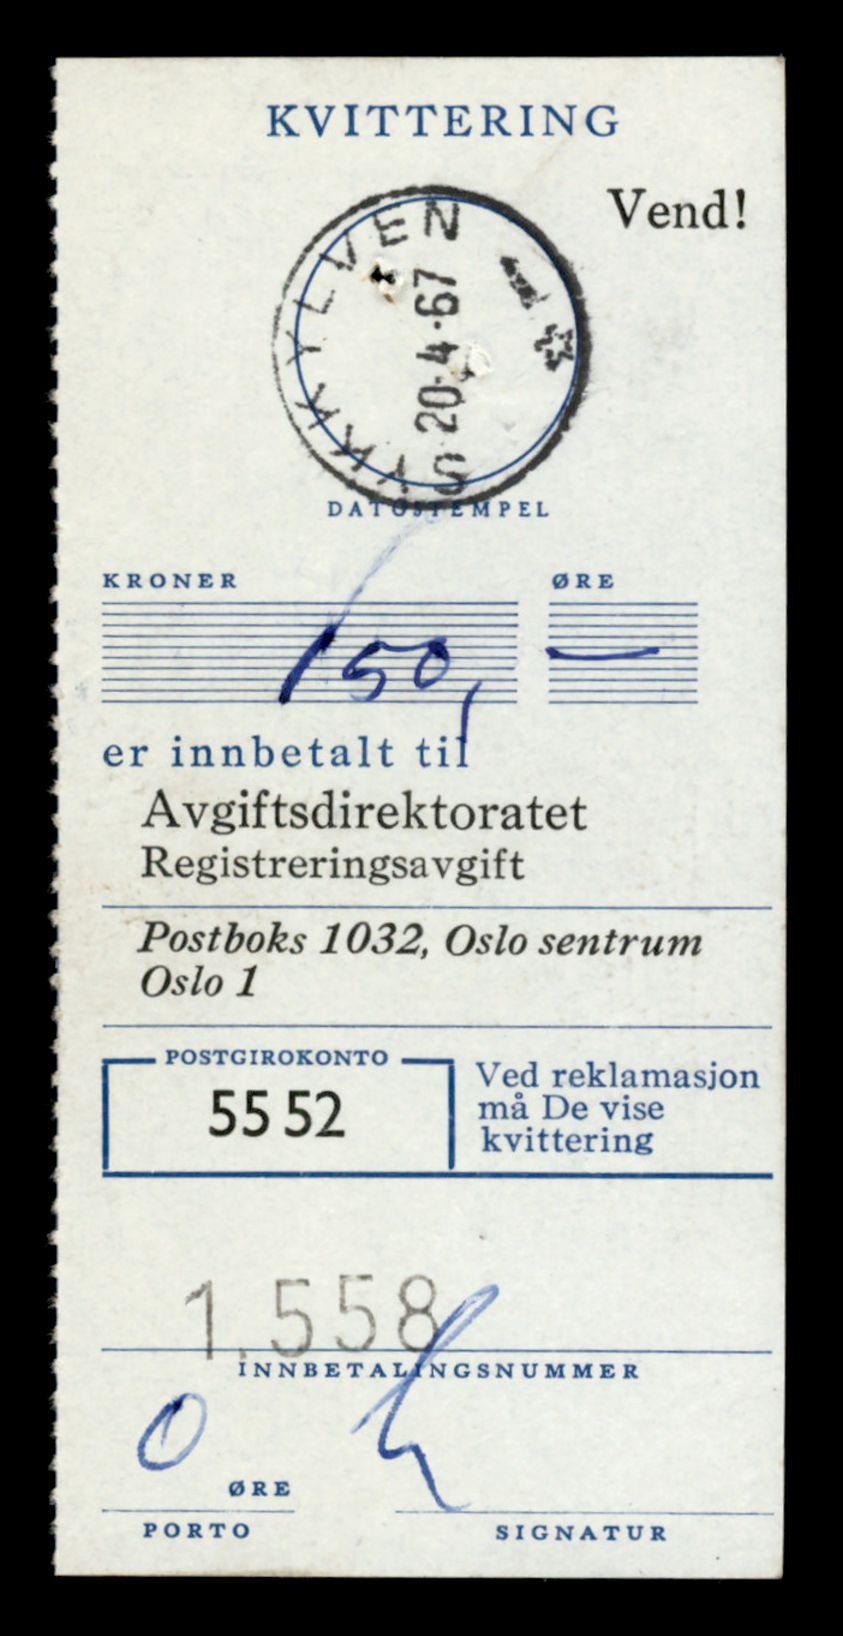 KVITTERING
Vend!
SYKKYLVEN
20.4.67
DATOSTEMPEL
KRONER ØRE
150, —
er innbetalt til
Avgiftsdirektoratet
Registreringsavgift
Postboks 1032, Oslo sentrum
Oslo 1
POSTGIROKONTO
55 52
Ved reklamasjon
må De vise
kvittering
1.558
INNBETALINGSNUMMER
0
ØRE
PORTO
SIGNATUR